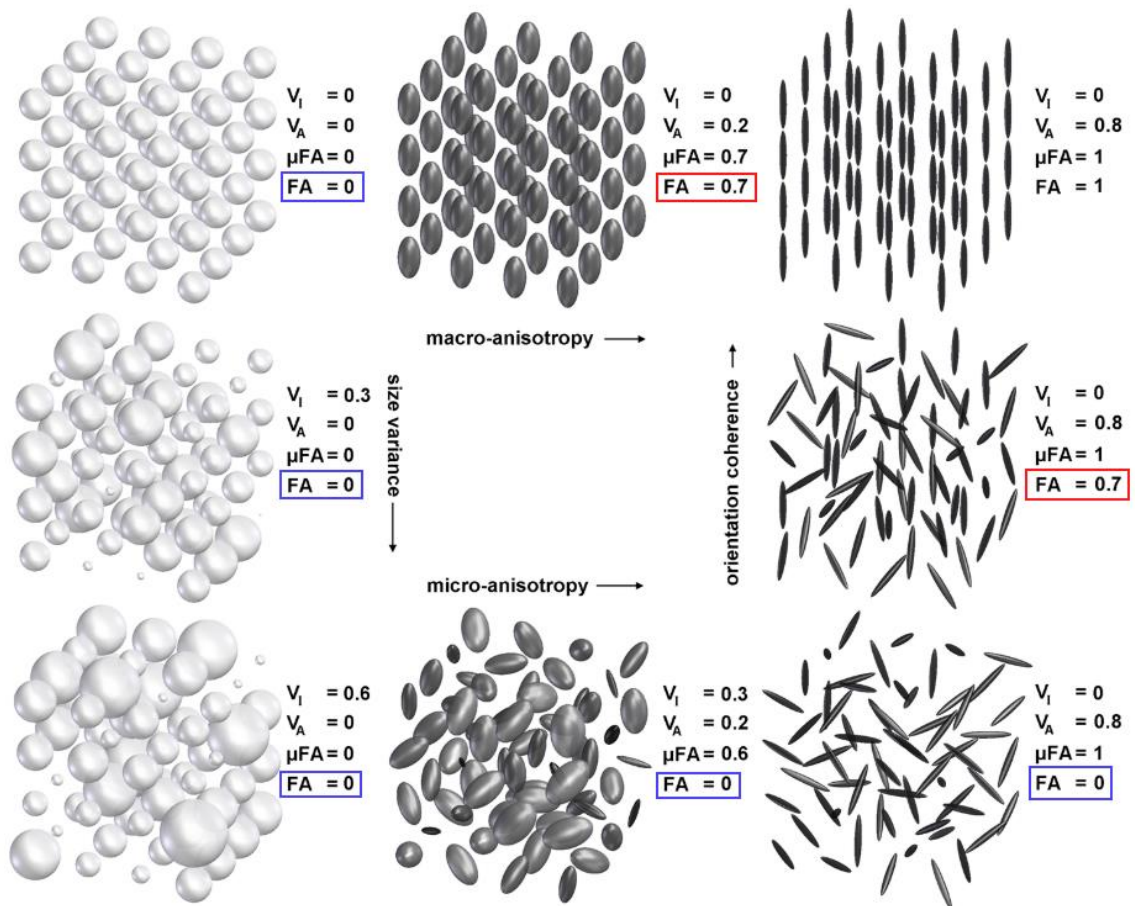 V_I = 0
V_A = 0
μFA = 0
FA = 0
V_I = 0
V_A = 0.2
μFA = 0.7
FA = 0.7
V_I = 0
V_A = 0.8
μFA = 1
FA = 1
macro-anisotropy →
V_I = 0.3
V_A = 0
μFA = 0
FA = 0
size variance →
orientation coherence →
V_I = 0
V_A = 0.8
μFA = 1
FA = 0.7
micro-anisotropy →
V_I = 0.6
V_A = 0
μFA = 0
FA = 0
V_I = 0.3
V_A = 0.2
μFA = 0.6
FA = 0
V_I = 0
V_A = 0.8
μFA = 1
FA = 0